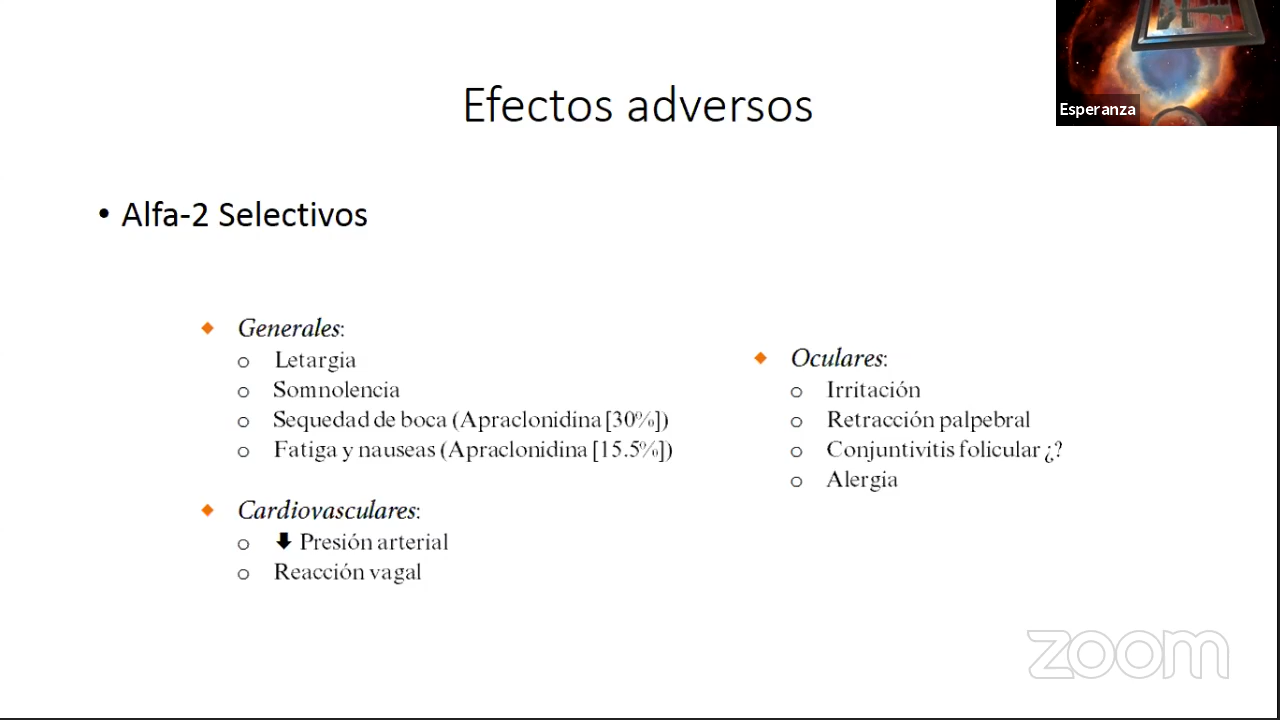 Esperanza
Efectos adversos
• Alfa-2 Selectivos
Generales:
o Letargia
o Somnolencia
o Sequedad de boca (Apraclonidina [30%])
o Fatiga y nauseas (Apraclonidina [15.5%])
Cardiovasculares:
o ⬇ Presión arterial
o Reacción vagal
Oculares:
o Irritación
o Retracción palpebral
o Conjuntivitis folicular ¿?
o Alergia
zoom